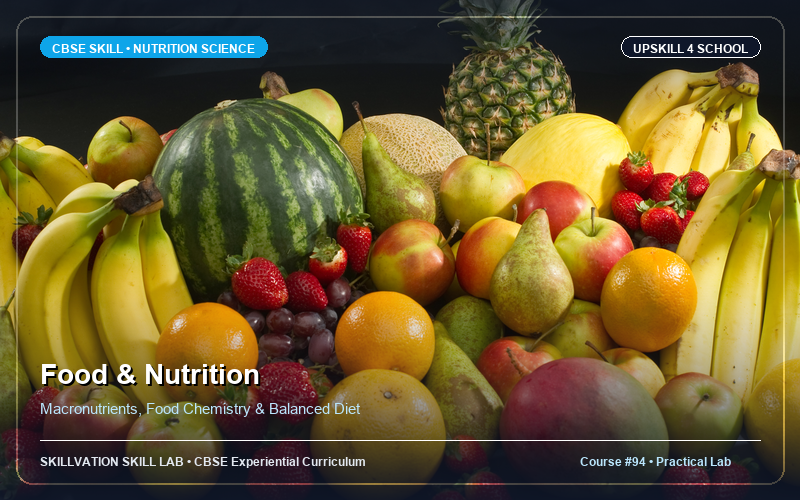 CBSE SKILL • NUTRITION SCIENCE
UPSKILL 4 SCHOOL
Food & Nutrition
Macronutrients, Food Chemistry & Balanced Diet
SKILLVATION SKILL LAB • CBSE Experiential Curriculum
Course #94 • Practical Lab